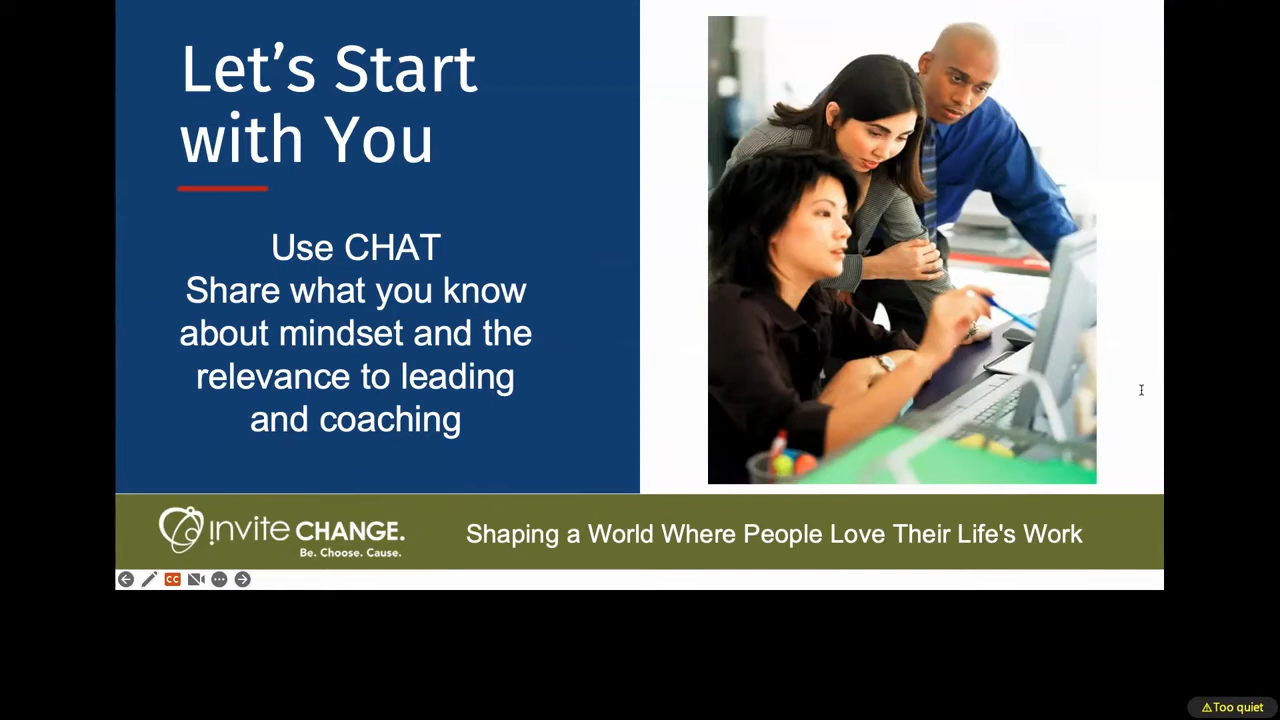 Let's Start
with You
Use CHAT
Share what you know
about mindset and the
relevance to leading
and coaching
invite CHANGE.
Be. Choose. Cause.
Shaping a World Where People Love Their Life's Work
CC
⚠Too quiet